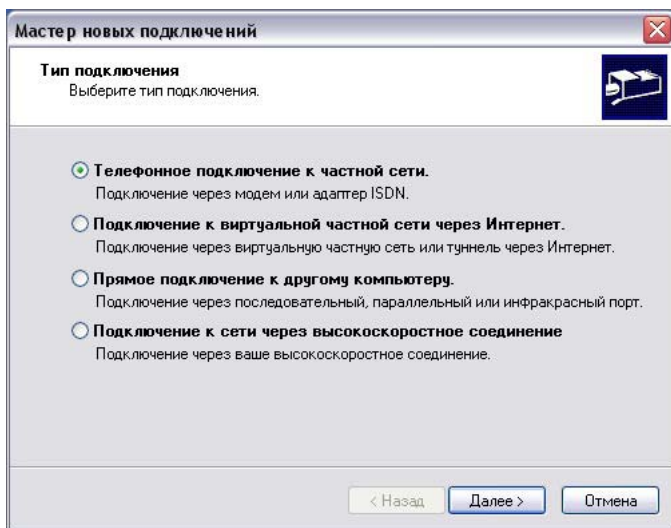 Мастер новых подключений
Тип подключения
Выберите тип подключения.
Телефонное подключение к частной сети.
Подключение через модем или адаптер ISDN.
Подключение к виртуальной частной сети через Интернет.
Подключение через виртуальную частную сеть или туннель через Интернет.
Прямое подключение к другому компьютеру.
Подключение через последовательный, параллельный или инфракрасный порт.
Подключение к сети через высокоскоростное соединение
Подключение через ваше высокоскоростное соединение.
< Назад Далее > Отмена